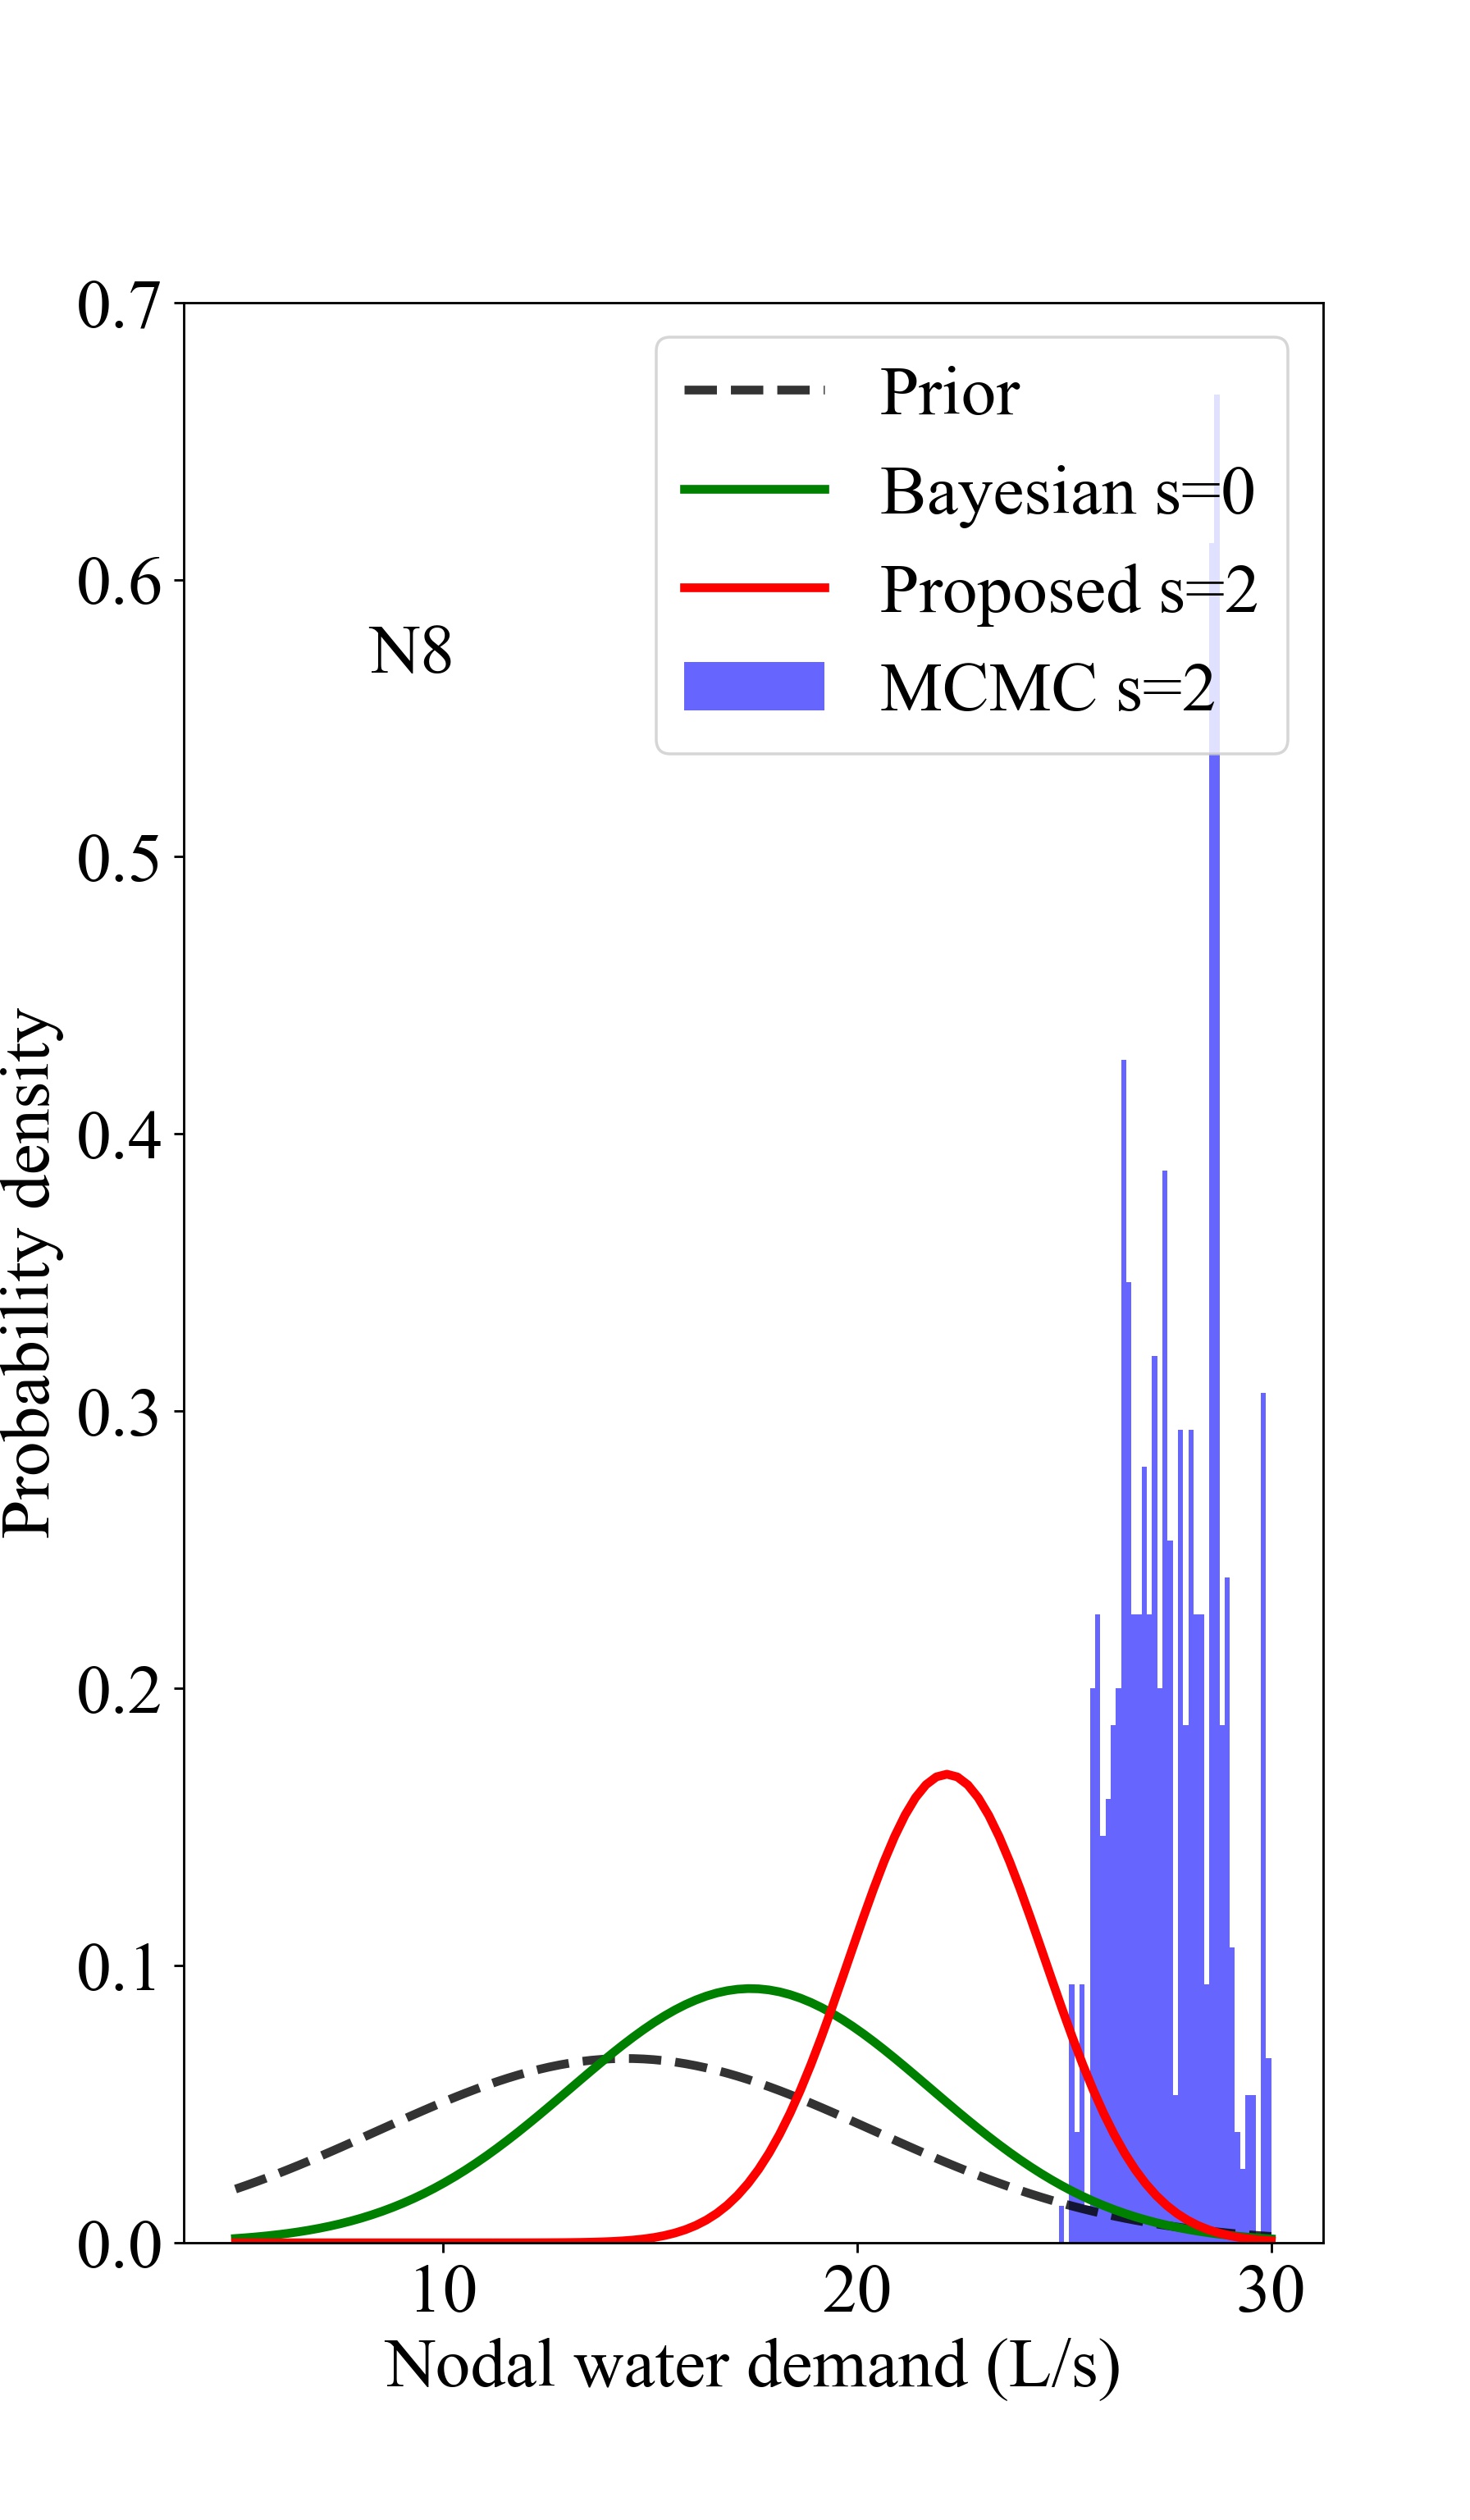 0.7
0.6
0.5
0.4
0.3
0.2
0.1
0.0
Probability density
N8
Prior
Bayesian s=0
Proposed s=2
MCMC s=2
10
20
30
Nodal water demand (L/s)